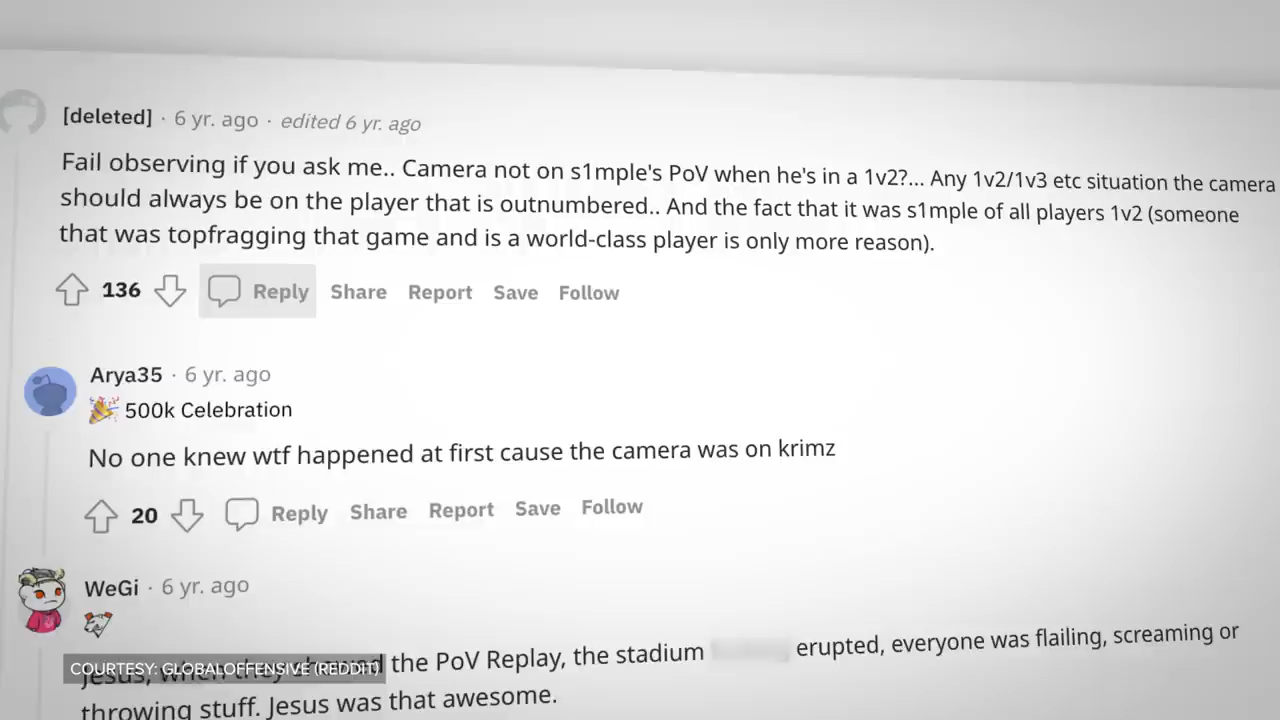 [deleted] · 6 yr. ago · edited 6 yr. ago
Fail observing if you ask me.. Camera not on s1mple's PoV when he's in a 1v2?... Any 1v2/1v3 etc situation the camera
should always be on the player that is outnumbered.. And the fact that it was s1mple of all players 1v2 (someone
that was topfragging that game and is a world-class player is only more reason).
136 Reply Share Report Save Follow
Arya35 · 6 yr. ago
🎉 500k Celebration
No one knew wtf happened at first cause the camera was on krimz
20 Reply Share Report Save Follow
WeGi · 6 yr. ago
Jesus, when they showed the PoV Replay, the stadium erupted, everyone was flailing, screaming or
COURTESY: GLOBALOFFENSIVE (REDDIT)
throwing stuff. Jesus was that awesome.